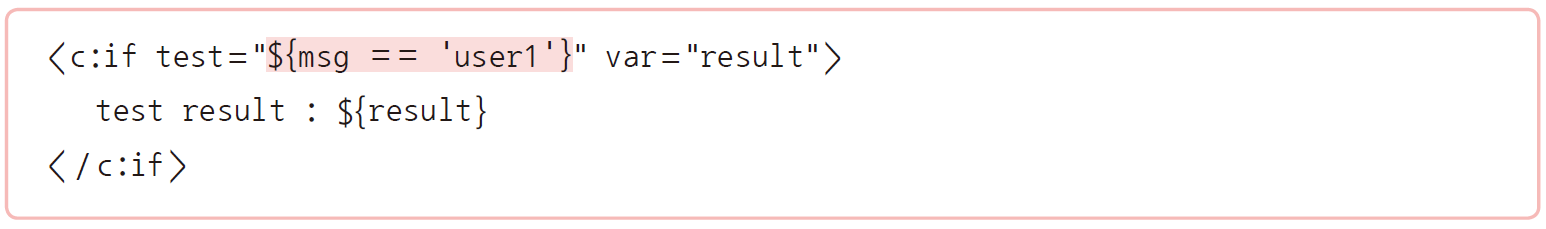 <c:if test="${msg == 'user1'}" var="result">
test result : ${result}
</c:if>